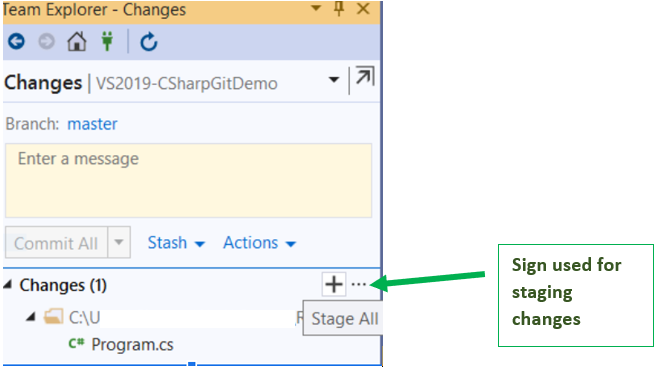 Team Explorer - Changes
Changes | VS2019-CSharpGitDemo
Branch: master
Enter a message
Commit All Stash Actions
Changes (1)
C:\U
Stage All
C# Program.cs
Sign used for
staging
changes